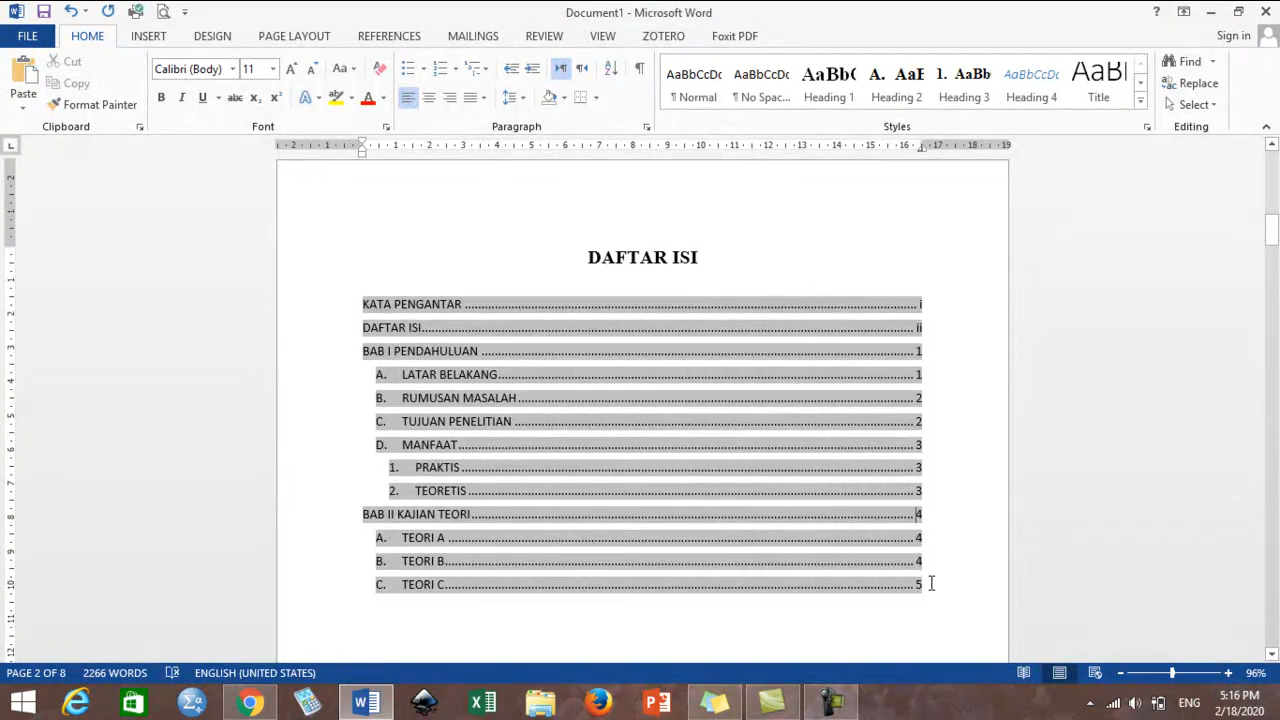 Document1 - Microsoft Word
Sign in
FILE HOME INSERT DESIGN PAGE LAYOUT REFERENCES MAILINGS REVIEW VIEW ZOTERO Foxit PDF
Paste
Cut
Copy
Format Painter
Clipboard
Calibri (Body) 11
Font
Paragraph
AaBbCcDc AaBbCcDc AaBb( A. AaE 1. AaBb AaBbCcDc AaBl
¶ Normal ¶ No Spac... Heading 1 Heading 2 Heading 3 Heading 4 Title
Styles
Find
Replace
Select
Editing
DAFTAR ISI
KATA PENGANTAR i
DAFTAR ISI ii
BAB I PENDAHULUAN 1
A. LATAR BELAKANG 1
B. RUMUSAN MASALAH 2
C. TUJUAN PENELITIAN 2
D. MANFAAT 3
1. PRAKTIS 3
2. TEORETIS 3
BAB II KAJIAN TEORI 4
A. TEORI A 4
B. TEORI B 4
C. TEORI C 5
PAGE 2 OF 8 2266 WORDS ENGLISH (UNITED STATES) 96%
ENG
5:16 PM
2/18/2020